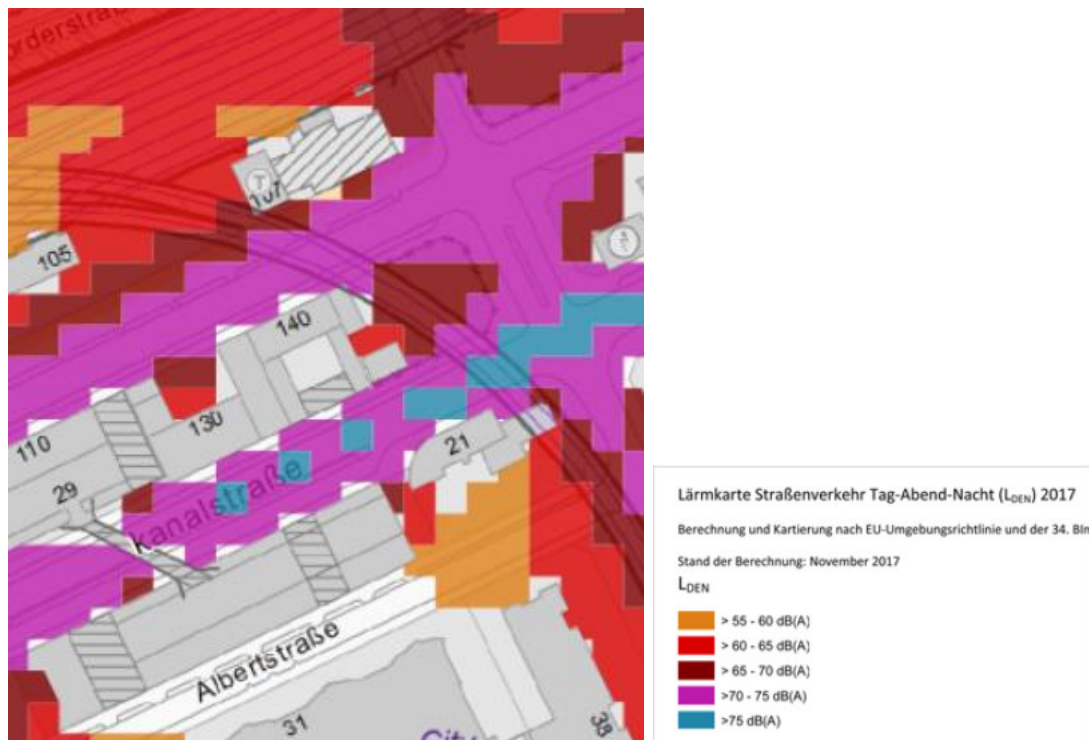 orderstraß
107
105
140
130
110
29
21
Kanalstraße
Albertstraße
31
38
City
Lärmkarte Straßenverkehr Tag-Abend-Nacht (LDEN) 2017
Berechnung und Kartierung nach EU-Umgebungsrichtlinie und der 34. BIm
Stand der Berechnung: November 2017
LDEN
> 55 - 60 dB(A)
> 60 - 65 dB(A)
> 65 - 70 dB(A)
>70 - 75 dB(A)
>75 dB(A)